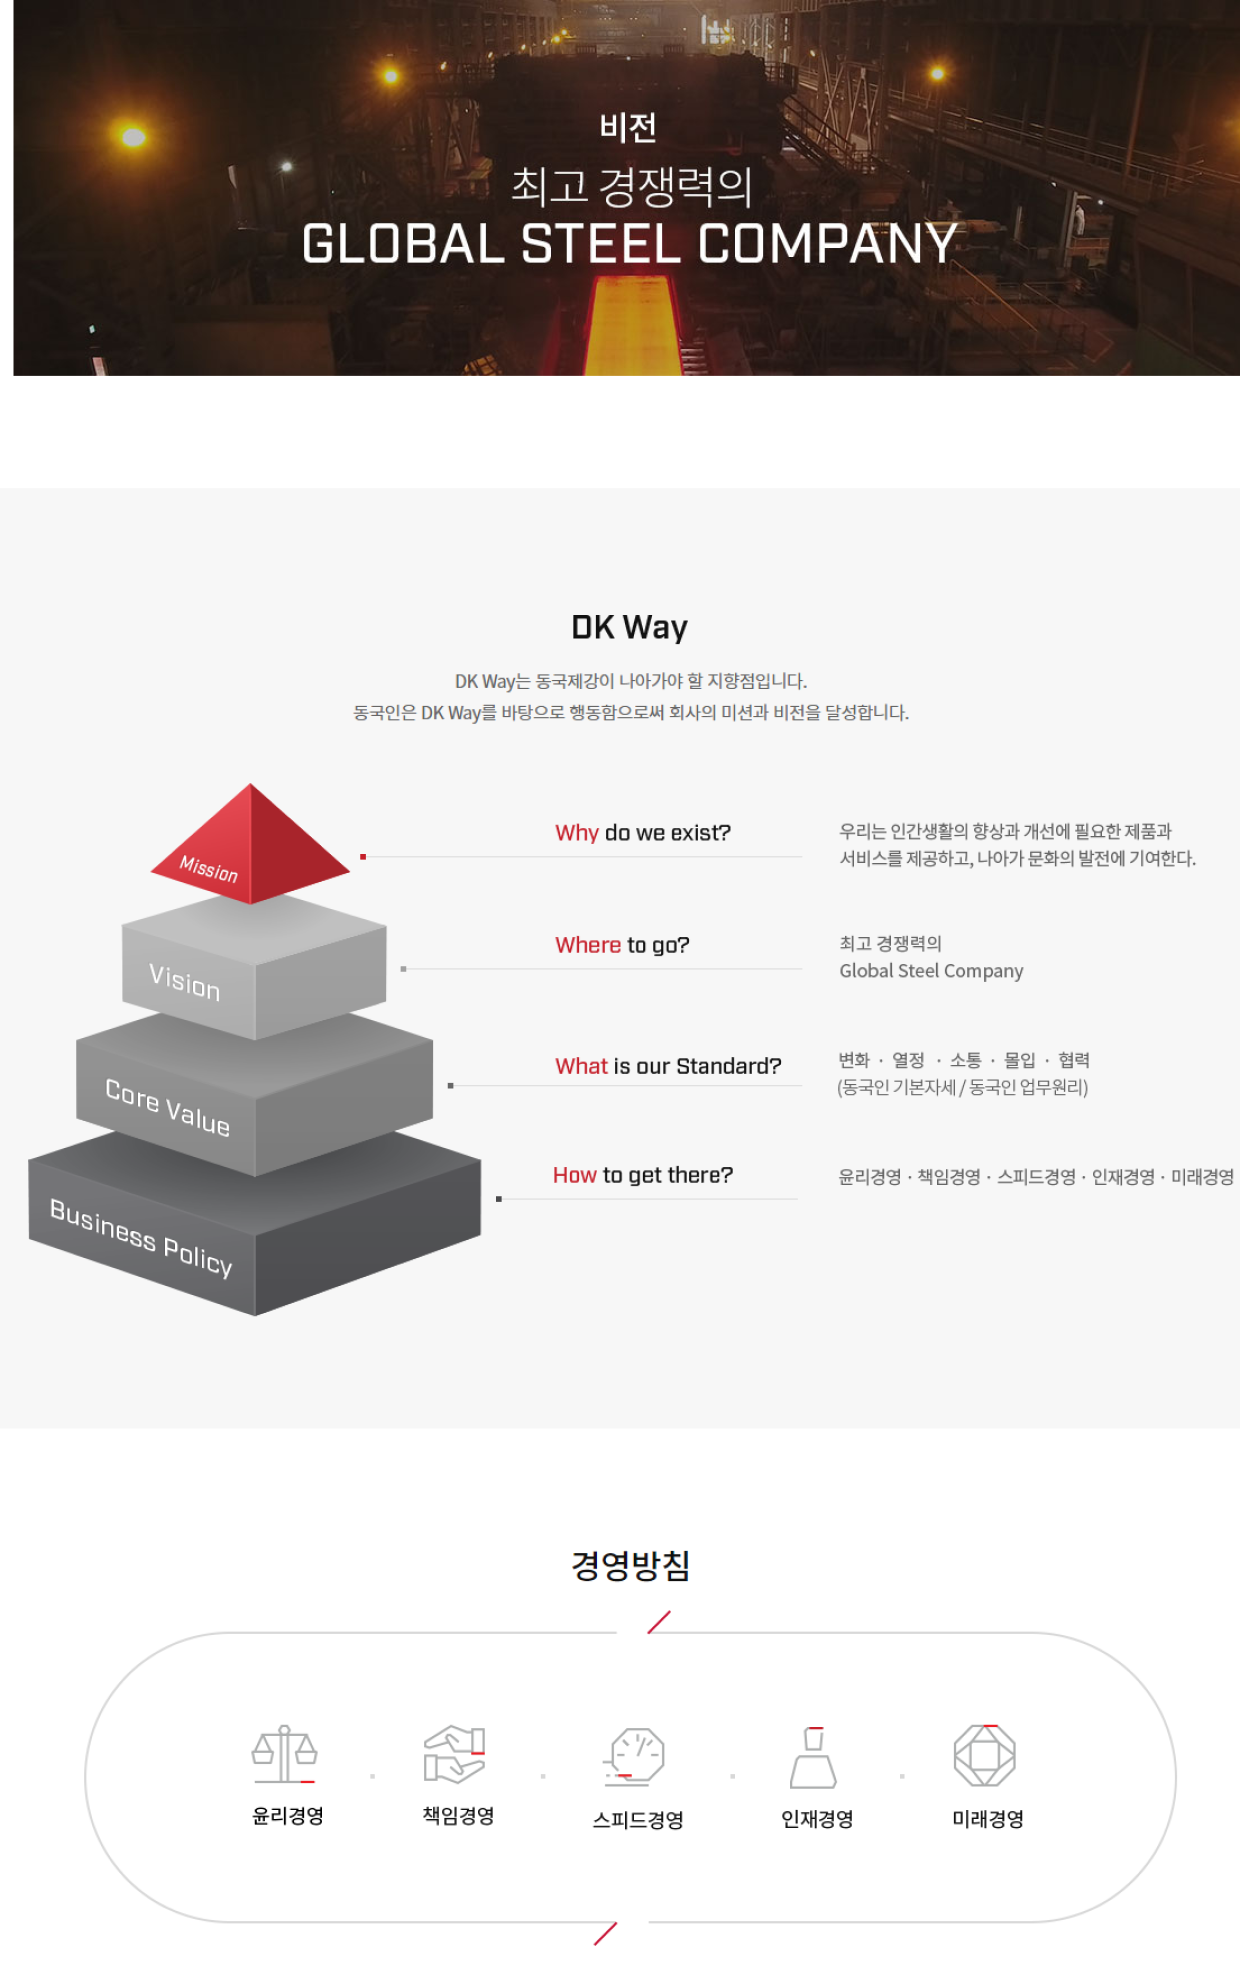 비전
최고 경쟁력의
GLOBAL STEEL COMPANY
DK Way
DK Way는 동국제강이 나아가야 할 지향점입니다.
동국인은 DK Way를 바탕으로 행동함으로써 회사의 미션과 비전을 달성합니다.
Mission
Why do we exist?
우리는 인간생활의 향상과 개선에 필요한 제품과
서비스를 제공하고, 나아가 문화의 발전에 기여한다.
Vision
Where to go?
최고 경쟁력의
Global Steel Company
Core Value
What is our Standard?
변화 · 열정 · 소통 · 몰입 · 협력
(동국인 기본자세 / 동국인 업무원리)
Business Policy
How to get there?
윤리경영 · 책임경영 · 스피드경영 · 인재경영 · 미래경영
경영방침
윤리경영
책임경영
스피드경영
인재경영
미래경영